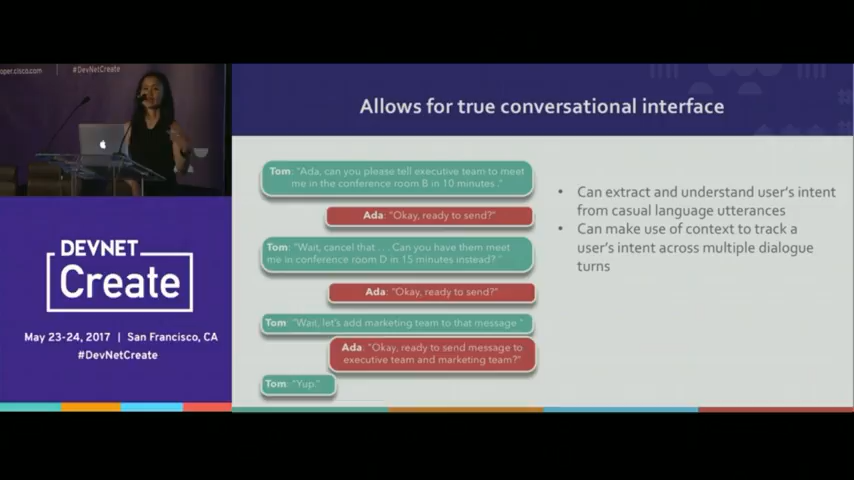 oper.cisco.com | #DevNetCreate
Allows for true conversational interface
Tom: "Ada, can you please tell executive team to meet
me in the conference room B in 10 minutes ."
Ada: "Okay, ready to send?"
Tom: "Wait, cancel that . . . Can you have them meet
me in conference room D in 15 minutes instead? "
Ada: "Okay, ready to send?"
Tom: "Wait, let's add marketing team to that message "
Ada: "Okay, ready to send message to
executive team and marketing team?"
Tom: "Yup."
• Can extract and understand user's intent
from casual language utterances
• Can make use of context to track a
user's intent across multiple dialogue
turns
DEVNET
Create
May 23-24, 2017 | San Francisco, CA
#DevNetCreate